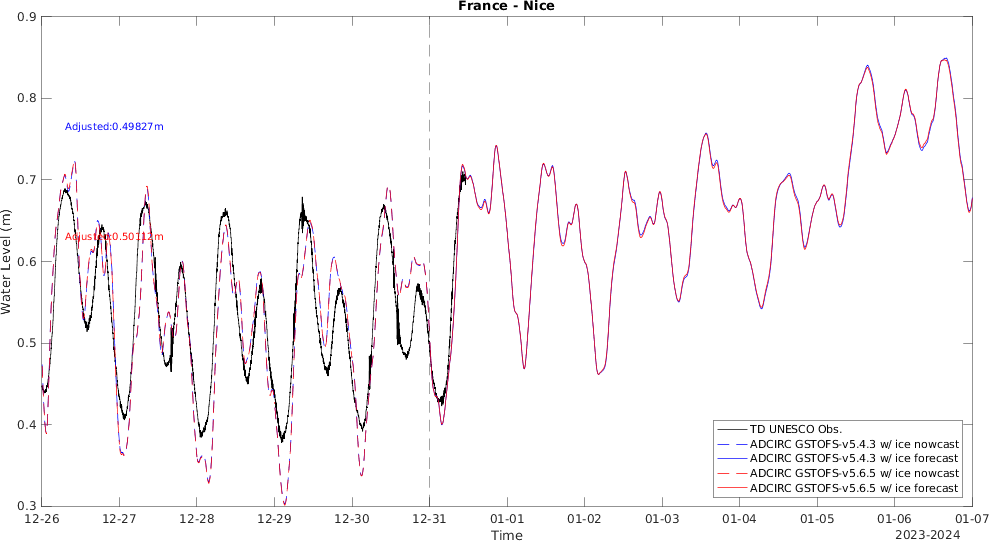 France - Nice
0.9
0.8
0.7
0.6
0.5
0.4
0.3
Water Level (m)
Adjusted:0.49827m
Adjusted:0.50112m
TD UNESCO Obs.
ADCIRC GSTOFS-v5.4.3 w/ ice nowcast
ADCIRC GSTOFS-v5.4.3 w/ ice forecast
ADCIRC GSTOFS-v5.6.5 w/ ice nowcast
ADCIRC GSTOFS-v5.6.5 w/ ice forecast
12-26 12-27 12-28 12-29 12-30 12-31 01-01 01-02 01-03 01-04 01-05 01-06 01-07
Time
2023-2024